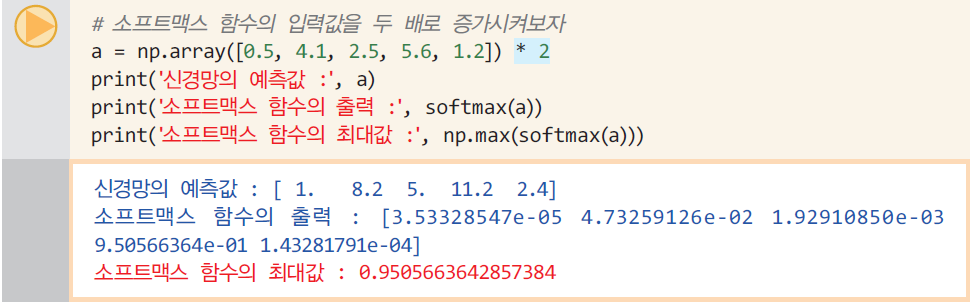 # 소프트맥스 함수의 입력값을 두 배로 증가시켜보자
a = np.array([0.5, 4.1, 2.5, 5.6, 1.2]) * 2
print('신경망의 예측값 :', a)
print('소프트맥스 함수의 출력 :', softmax(a))
print('소프트맥스 함수의 최대값 :', np.max(softmax(a)))
신경망의 예측값 : [ 1.   8.2  5.  11.2  2.4]
소프트맥스 함수의 출력 : [3.53328547e-05 4.73259126e-02 1.92910850e-03
9.50566364e-01 1.43281791e-04]
소프트맥스 함수의 최대값 : 0.9505663642857384